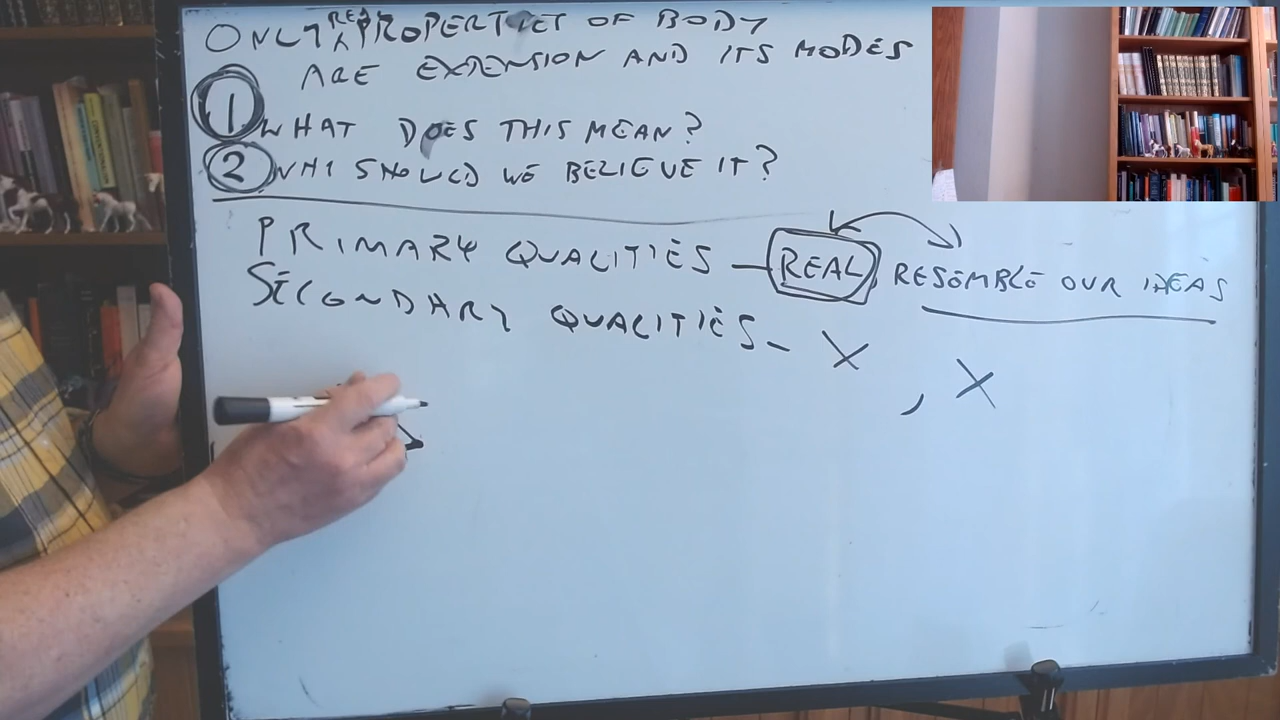 ONLY REAL PROPERTIES OF BODY
ARE EXTENSION AND ITS MODES
1 WHAT DOES THIS MEAN?
2 WHY SHOULD WE BELIEVE IT?
PRIMARY QUALITIES – REAL, RESEMBLE OUR IDEAS
SECONDARY QUALITIES – X, X